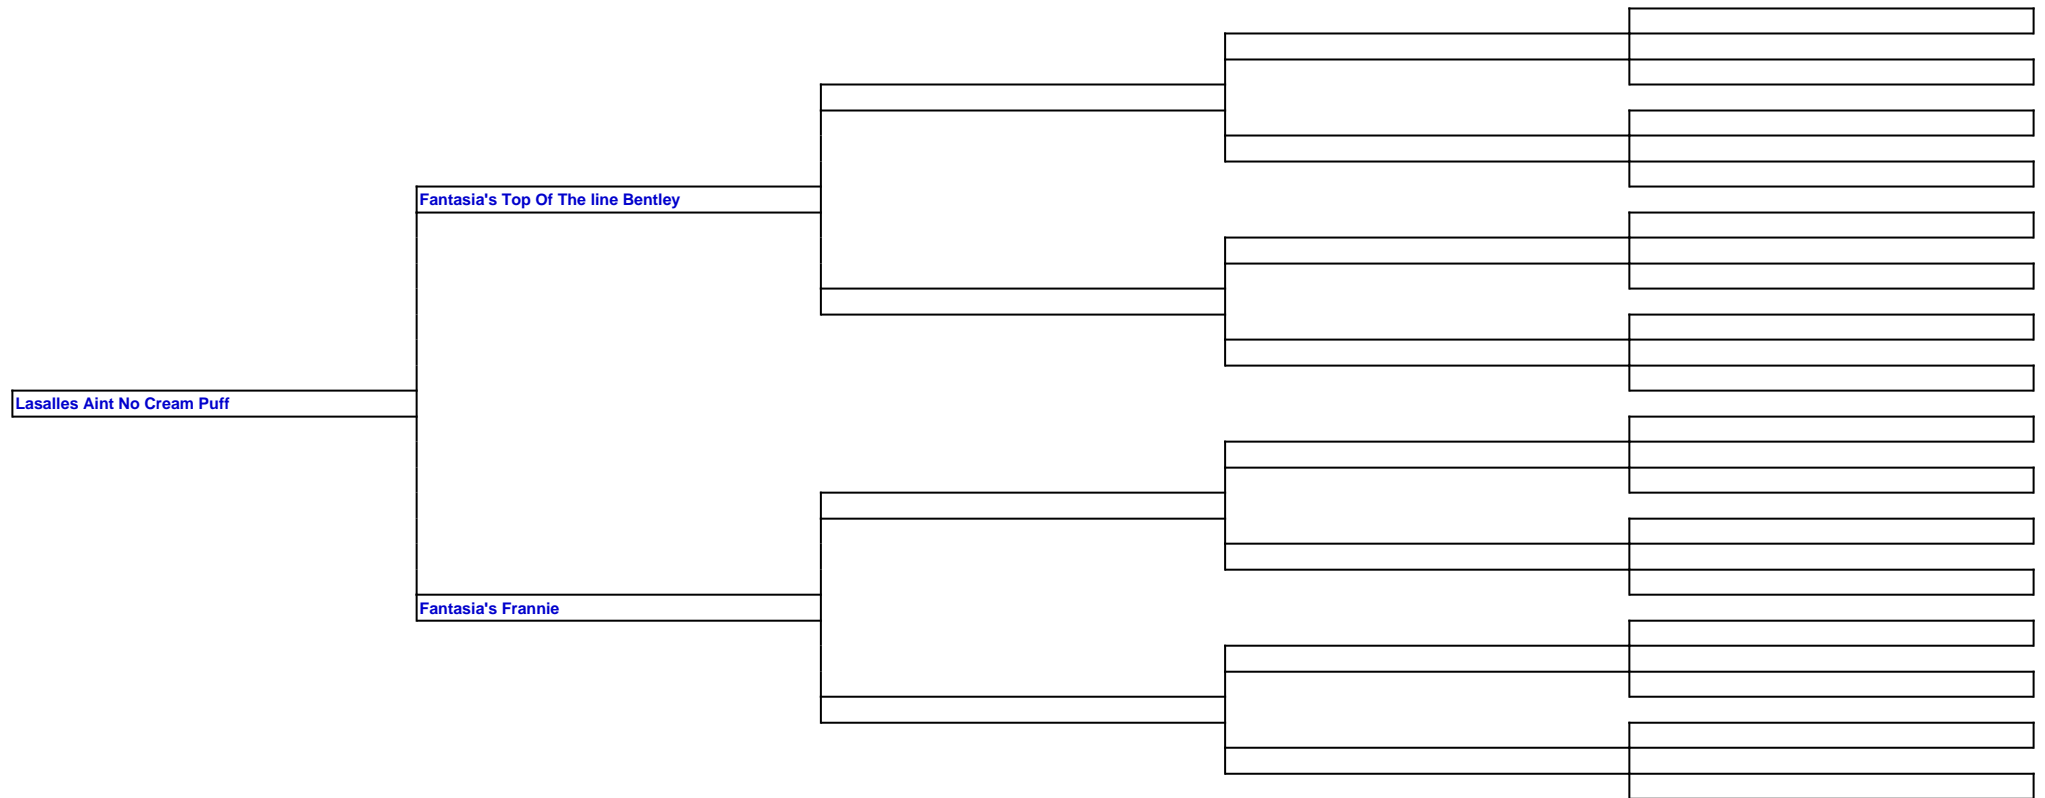 Fantasia's Top Of The line Bentley
Lasalles Aint No Cream Puff
Fantasia's Frannie